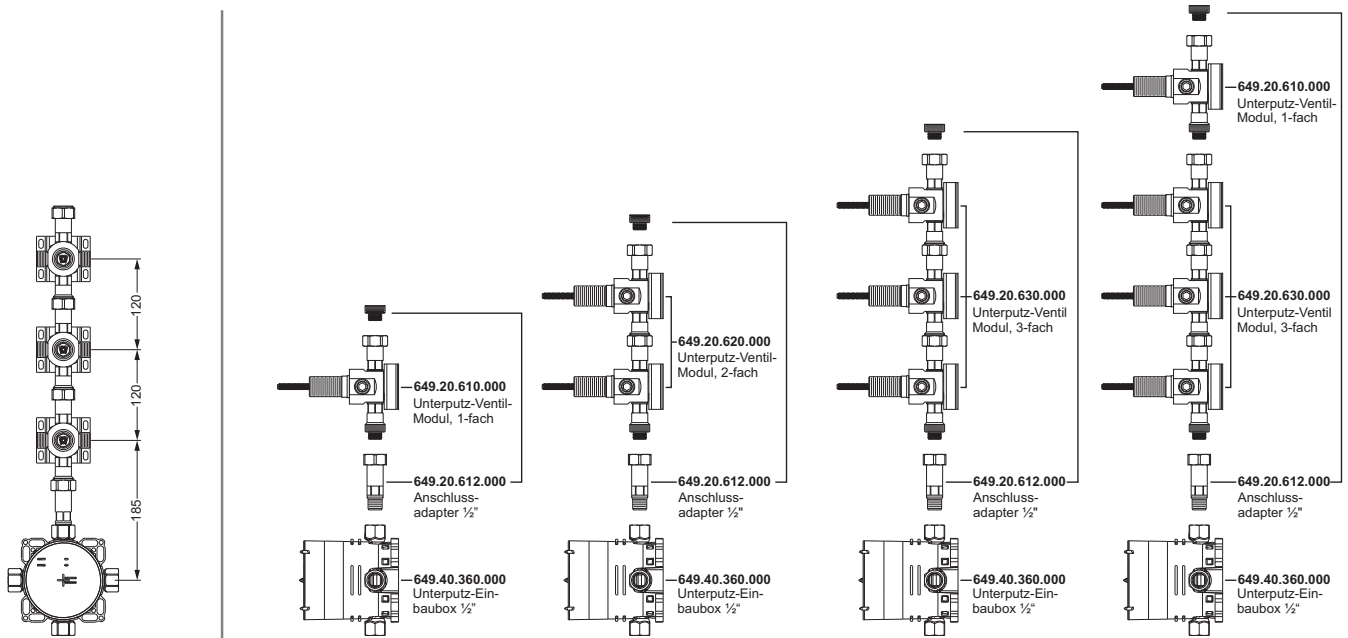 120
120
185
649.20.610.000
Unterputz-Ventil-
Modul, 1-fach
649.20.612.000
Anschluss-
adapter ½”
649.40.360.000
Unterputz-Ein-
baubox ½”
649.20.620.000
Unterputz-Ventil-
Modul, 2-fach
649.20.612.000
Anschluss-
adapter ½"
649.40.360.000
Unterputz-Ein-
baubox ½“
649.20.630.000
Unterputz-Ventil
Modul, 3-fach
649.20.612.000
Anschluss-
adapter ½"
649.40.360.000
Unterputz-Ein-
baubox ½“
649.20.610.000
Unterputz-Ventil-
Modul, 1-fach
649.20.630.000
Unterputz-Ventil
Modul, 3-fach
649.20.612.000
Anschluss-
adapter ½"
649.40.360.000
Unterputz-Ein-
baubox ½“